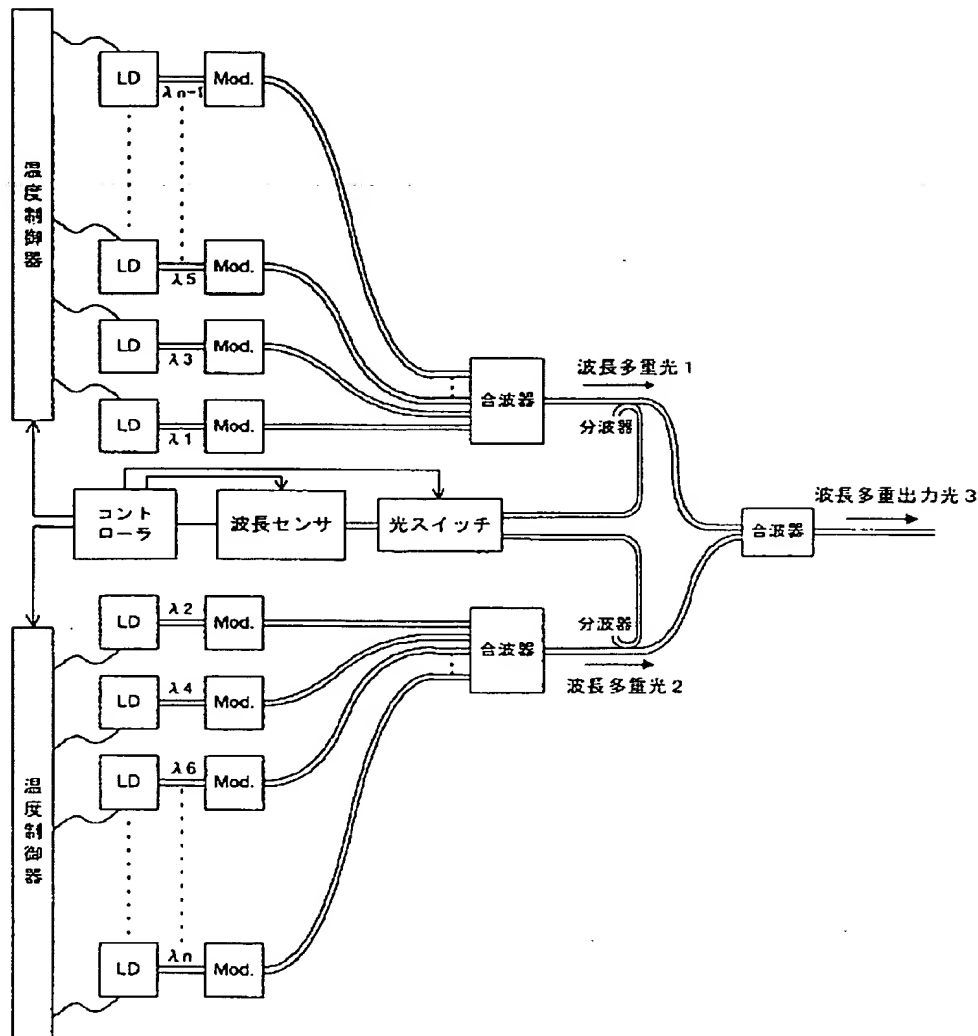 温度制御器
LD
λn-1
Mod.
LD
λ5
Mod.
LD
λ3
Mod.
LD
λ1
Mod.
合波器
波長多重光1
分波器
コント
ローラ
波長センサ
光スイッチ
合波器
波長多重出力光3
温度制御器
LD
λ2
Mod.
LD
λ4
Mod.
LD
λ6
Mod.
LD
λn
Mod.
合波器
分波器
波長多重光2